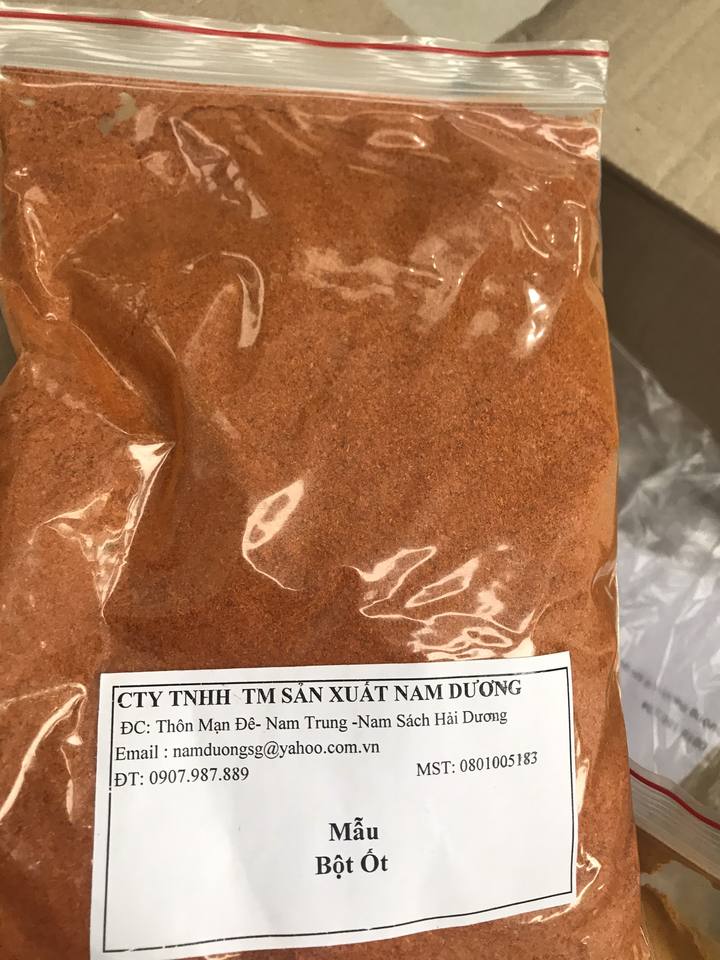 CTY TNHH TM SẢN XUẤT NAM DƯƠNG
ĐC: Thôn Mạn Đê- Nam Trung -Nam Sách Hải Dương
Email : namduongsg@yahoo.com.vn
ĐT: 0907.987.889 MST: 0801005183
Mẫu
Bột Ốt